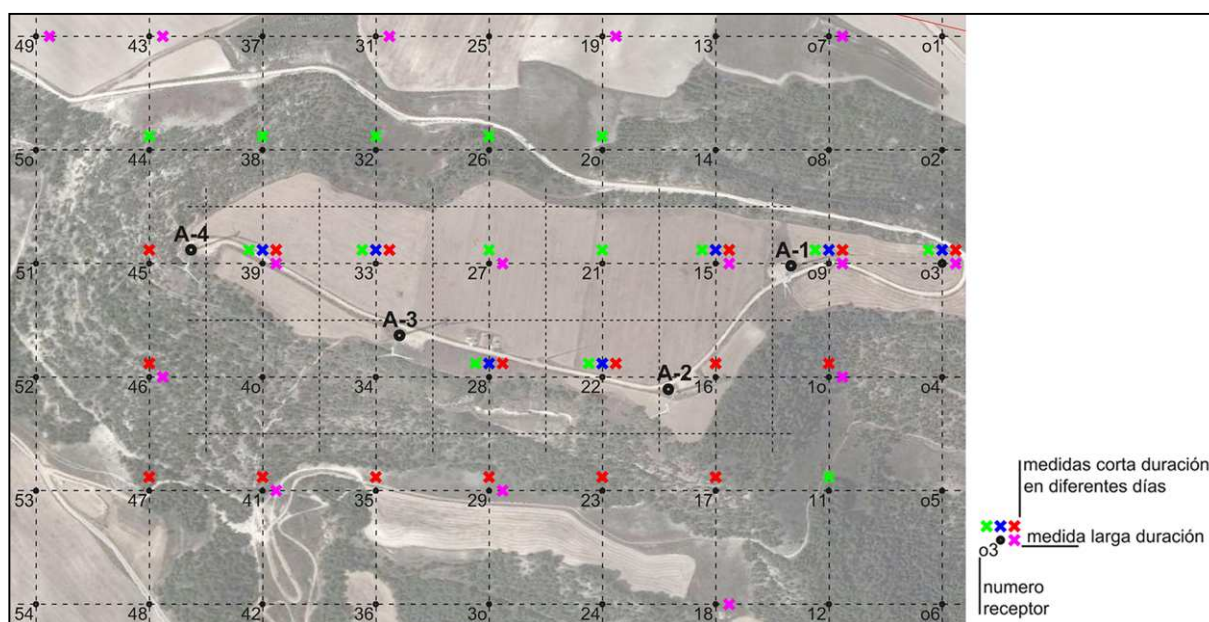 49 43 37 31 25 19 13 o7 o1
5o 44 38 32 26 2o 14 o8 o2
A-4 A-1
51 45 39 33 27 21 15 o9 o3
A-3
A-2
52 46 40 34 28 22 16 1o o4
53 47 41 35 29 23 17 11 o5
54 48 42 36 3o 24 18 12 o6
medidas corta duración
en diferentes días
medida larga duración
o3
numero
receptor